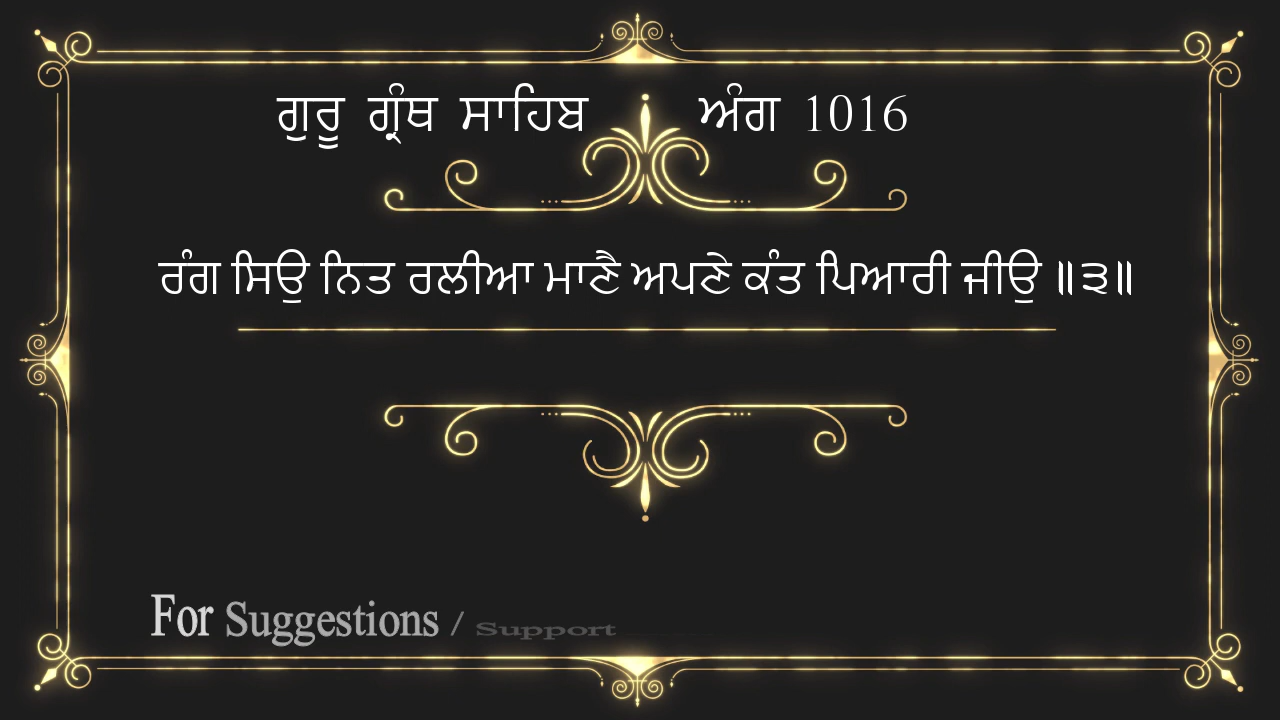 ਗੁਰੂ ਗ੍ਰੰਥ ਸਾਹਿਬ ਅੰਗ 1016
ਰੰਗ ਸਿਉ ਨਿਤ ਰਲੀਆ ਮਾਣੈ ਅਪਣੇ ਕੰਤ ਪਿਆਰੀ ਜੀਉ ॥੩॥
For Suggestions / Support